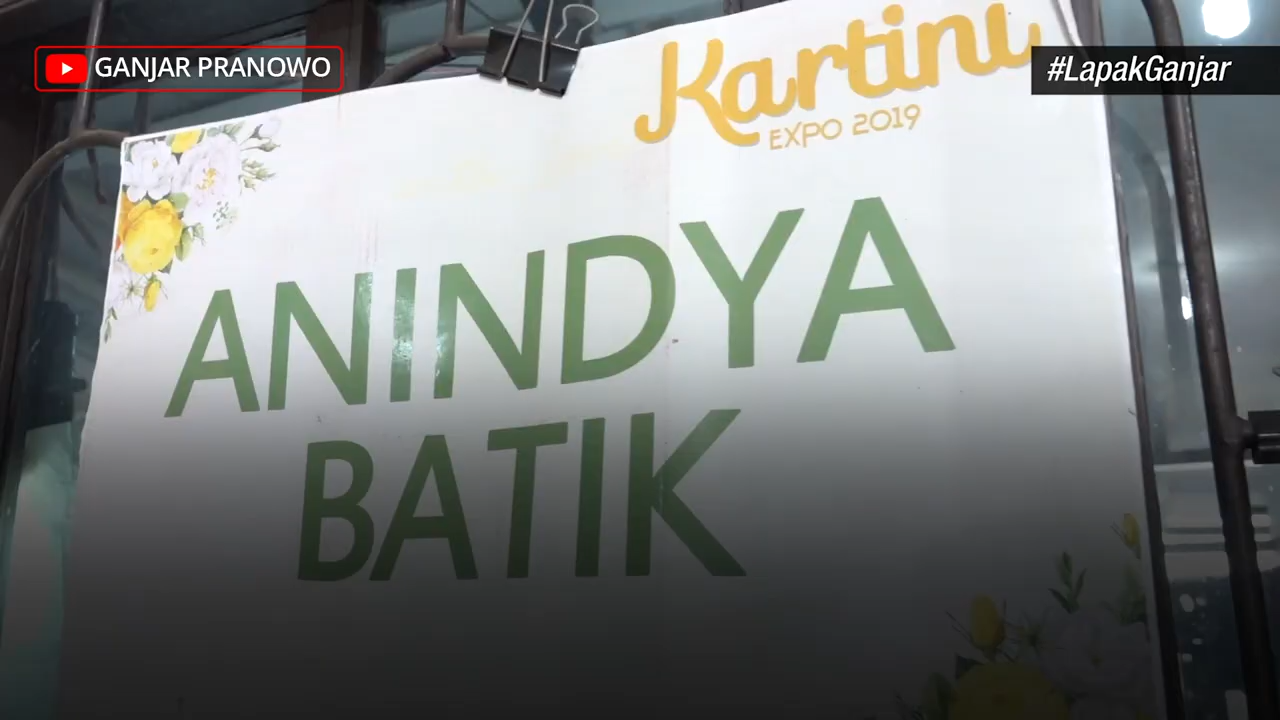 GANJAR PRANOWO
#LapakGanjar
Kartini
EXPO 2019
ANINDYA
BATIK